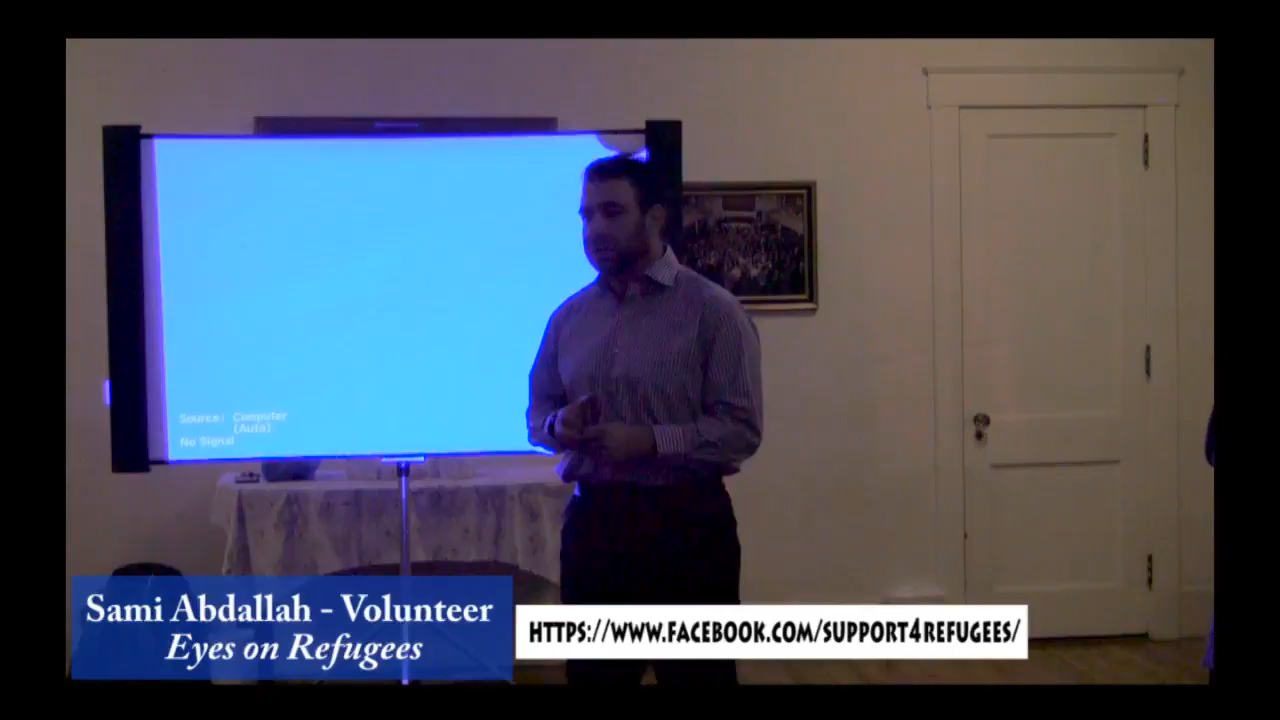 Source: Computer
(Auto)
No Signal
Sami Abdallah - Volunteer
Eyes on Refugees
HTTPS://WWW.FACEBOOK.COM/SUPPORT4REFUGEES/